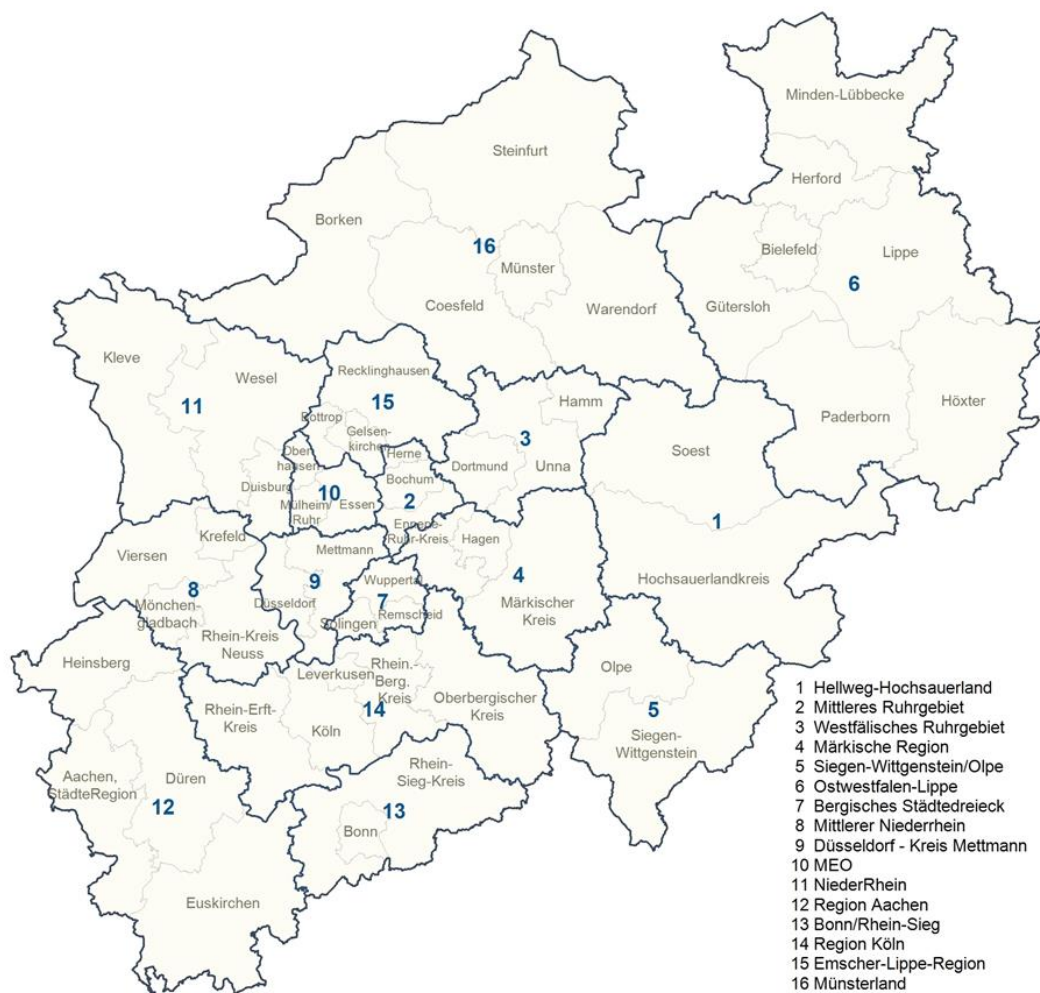 Minden-Lübbecke
Steinfurt
Herford
Borken
16
Bielefeld
Lippe
Münster
6
Coesfeld
Warendorf
Gütersloh
Kleve
Wesel
Recklinghausen
11
15
Hamm
Paderborn
Höxter
Bottrop
Gelsen-
kirchen
3
Soest
Ober-
hausen
Herne
Dortmund
Unna
Duisburg
10
Bochum
Mülheim/
Ruhr
Essen
2
1
Krefeld
Ennepe-
Ruhr-Kreis
Hagen
Viersen
Mettmann
4
Hochsauerlandkreis
8
9
Wuppertal
Mönchen-
gladbach
Düsseldorf
7
Remscheid
Märkischer
Kreis
Solingen
Rhein-Kreis
Neuss
Heinsberg
Leverkusen
Rhein.-
Berg.
Kreis
Olpe
Rhein-Erft-
Kreis
Köln
14
Oberbergischer
Kreis
5
Siegen-
Wittgenstein
Aachen,
StädteRegion
Düren
Rhein-
Sieg-Kreis
12
13
Bonn
Euskirchen
1 Hellweg-Hochsauerland
2 Mittleres Ruhrgebiet
3 Westfälisches Ruhrgebiet
4 Märkische Region
5 Siegen-Wittgenstein/Olpe
6 Ostwestfalen-Lippe
7 Bergisches Städtedreieck
8 Mittlerer Niederrhein
9 Düsseldorf - Kreis Mettmann
10 MEO
11 NiederRhein
12 Region Aachen
13 Bonn/Rhein-Sieg
14 Region Köln
15 Emscher-Lippe-Region
16 Münsterland